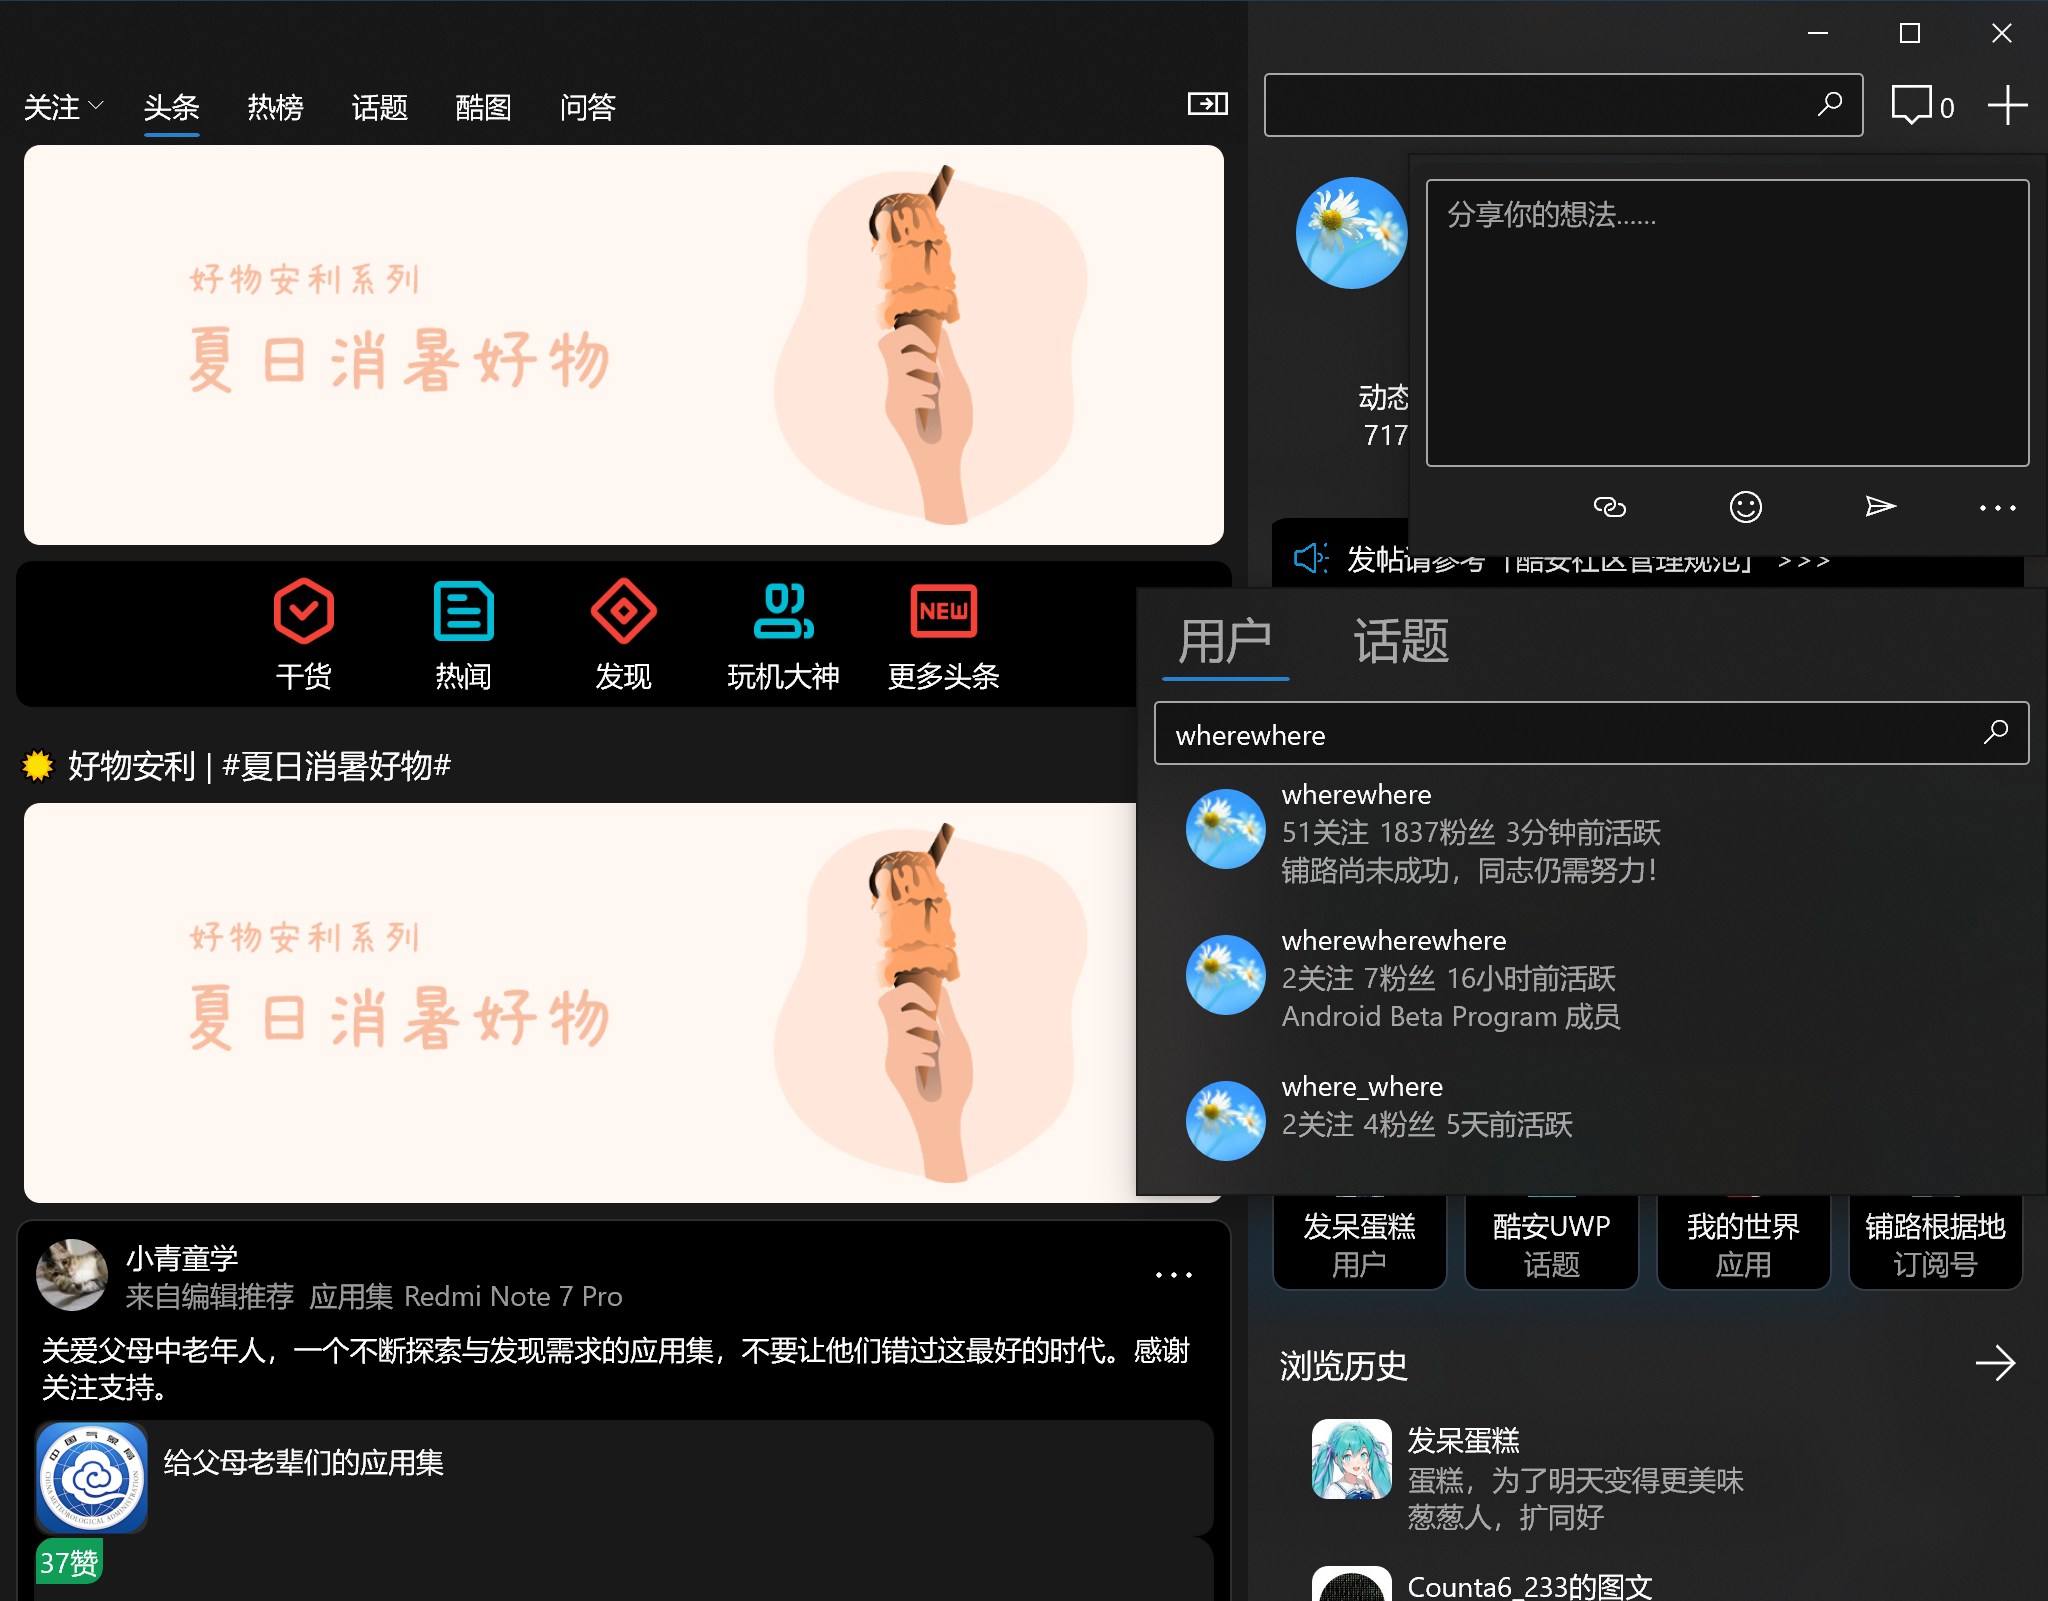 关注
头条
热榜
话题
酷图
问答
0
好物安利系列
夏日消暑好物
分享你的想法......
动态
717
发帖请参考「酷安社区管理规范」 >>>
干货
热闻
发现
玩机大神
NEW
更多头条
用户
话题
wherewhere
wherewhere
51关注 1837粉丝 3分钟前活跃
铺路尚未成功，同志仍需努力！
wherewherewhere
2关注 7粉丝 16小时前活跃
Android Beta Program 成员
where_where
2关注 4粉丝 5天前活跃
好物安利 | #夏日消暑好物#
好物安利系列
夏日消暑好物
发呆蛋糕
用户
酷安UWP
话题
我的世界
应用
铺路根据地
订阅号
小青童学
来自编辑推荐 应用集 Redmi Note 7 Pro
关爱父母中老年人，一个不断探索与发现需求的应用集，不要让他们错过这最好的时代。感谢
关注支持。
中国气象局
CHINA METEOROLOGICAL ADMINISTRATION
给父母老辈们的应用集
37赞
浏览历史
发呆蛋糕
蛋糕，为了明天变得更美味
葱葱人，扩同好
Counta6_233的图文